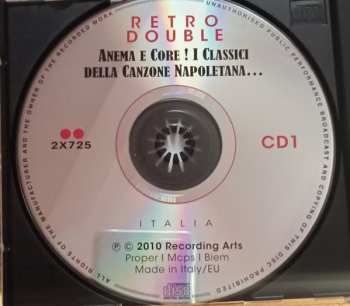 RETRO
DOUBLE
ANEMA E CORE ! I CLASSICI
DELLA CANZONE NAPOLETANA...
2X725
CD1
ITALIA
℗ © 2010 Recording Arts
Proper I Mcps I Biem
Made in Italy/EU
ALL RIGHTS OF THE MANUFACTURER AND THE OWNER OF THE RECORDED WORK
UNAUTHORISED PUBLIC PERFORMANCE BROADCAST AND COPYING OF THIS DISC PROHIBITED